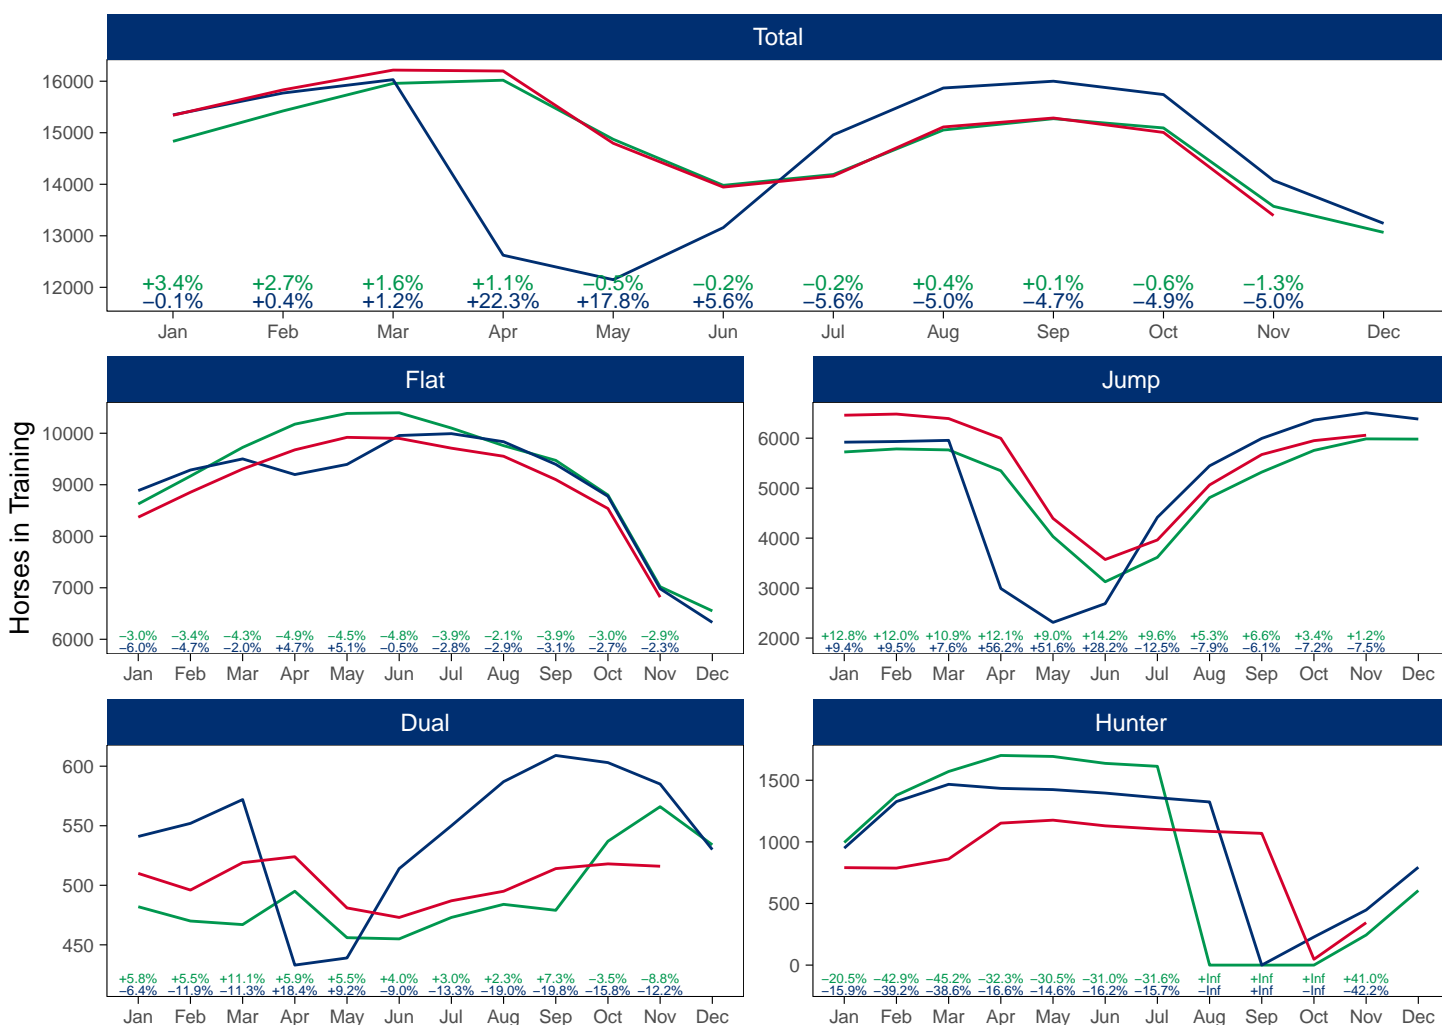 Total
16000
15000
14000
13000
12000
+3.4% +2.7% +1.6% +1.1% −0.5% −0.2% −0.2% +0.4% +0.1% −0.6% −1.3%
−0.1% +0.4% +1.2% +22.3% +17.8% +5.6% −5.6% −5.0% −4.7% −4.9% −5.0%
Jan Feb Mar Apr May Jun Jul Aug Sep Oct Nov Dec
Horses in Training
Flat
10000
9000
8000
7000
6000
−3.0% −3.4% −4.3% −4.9% −4.5% −4.8% −3.9% −2.1% −3.9% −3.0% −2.9%
−6.0% −4.7% −2.0% +4.7% +5.1% −0.5% −2.8% −2.9% −3.1% −2.7% −2.3%
Jan Feb Mar Apr May Jun Jul Aug Sep Oct Nov Dec
Jump
6000
5000
4000
3000
2000
+12.8% +12.0% +10.9% +12.1% +9.0% +14.2% +9.6% +5.3% +6.6% +3.4% +1.2%
+9.4% +9.5% +7.6% +56.2% +51.6% +28.2% −12.5% −7.9% −6.1% −7.2% −7.5%
Jan Feb Mar Apr May Jun Jul Aug Sep Oct Nov Dec
Dual
600
550
500
450
+5.8% +5.5% +11.1% +5.9% +5.5% +4.0% +3.0% +2.3% +7.3% −3.5% −8.8%
−6.4% −11.9% −11.3% +18.4% +9.2% −9.0% −13.3% −19.0% −19.8% −15.8% −12.2%
Jan Feb Mar Apr May Jun Jul Aug Sep Oct Nov Dec
Hunter
1500
1000
500
0
−20.5% −42.9% −45.2% −32.3% −30.5% −31.0% −31.6% +Inf +Inf +Inf +41.0%
−15.9% −39.2% −38.6% −16.6% −14.6% −16.2% −15.7% −Inf +Inf −Inf −42.2%
Jan Feb Mar Apr May Jun Jul Aug Sep Oct Nov Dec